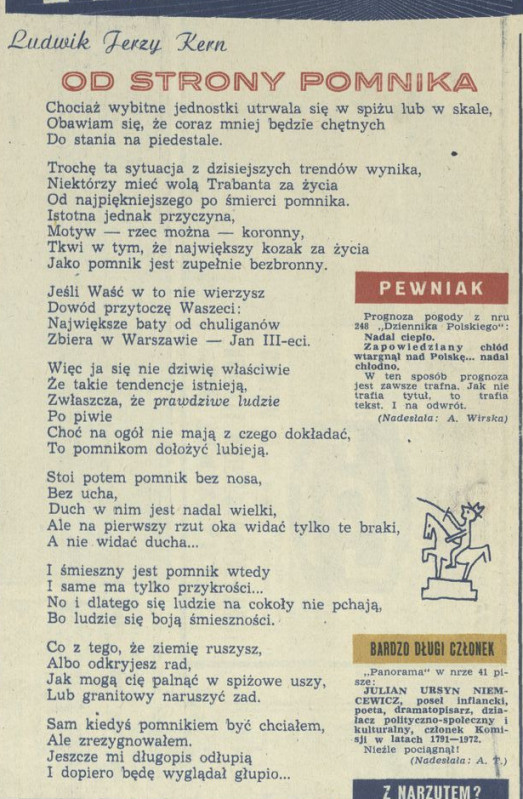 Ludwik Jerzy Kern
OD STRONY POMNIKA
Chociaż wybitne jednostki utrwala się w spiżu lub w skale,
Obawiam się, że coraz mniej będzie chętnych
Do stania na piedestale.
Trochę ta sytuacja z dzisiejszych trendów wynika,
Niektórzy mieć wolą Trabanta za życia
Od najpiękniejszego po śmierci pomnika.
Istotna jednak przyczyna,
Motyw — rzec można — koronny,
Tkwi w tym, że największy kozak za życia
Jako pomnik jest zupełnie bezbronny.
Jeśli Waść w to nie wierzysz
Dowód przytoczę Waszeci:
Największe baty od chuliganów
Zbiera w Warszawie — Jan III-eci.
Więc ja się nie dziwię właściwie
Że takie tendencje istnieją,
Zwłaszcza, że prawdziwe ludzie
Po piwie
Choć na ogół nie mają z czego dokładać,
To pomnikom dołożyć lubieją.
Stoi potem pomnik bez nosa,
Bez ucha,
Duch w nim jest nadal wielki,
Ale na pierwszy rzut oka widać tylko te braki,
A nie widać ducha...
I śmieszny jest pomnik wtedy
I same ma tylko przykrości...
No i dlatego się ludzie na cokoły nie pchają,
Bo ludzie się boją śmieszności.
Co z tego, że ziemię ruszysz,
Albo odkryjesz rad,
Jak mogą cię palnąć w spiżowe uszy,
Lub granitowy naruszyć zad.
Sam kiedyś pomnikiem być chciałem,
Ale zrezygnowałem.
Jeszcze mi długopis odłupią
I dopiero będę wyglądał głupio...
PEWNIAK
Prognoza pogody z nru
248 „Dziennika Polskiego":
Nadal ciepło.
Zapowiedziany chłód
wtargnął nad Polskę... nadal
chłodno.
W ten sposób prognoza
jest zawsze trafna. Jak nie
trafia tytuł, to trafia
tekst. I na odwrót.
(Nadesłała: A. Wirska)
BARDZO DŁUGI CZŁONEK
„Panorama" w nrze 41 pi-
sze:
JULIAN URSYN NIEM-
CEWICZ, poseł inflancki,
poeta, dramatopisarz, dzia-
łacz polityczno-społeczny i
kulturalny, członek Komi-
sji w latach 1791—1972.
Nieźle pociągnął!
(Nadesłała: A. T.)
Z NARZUTEM?